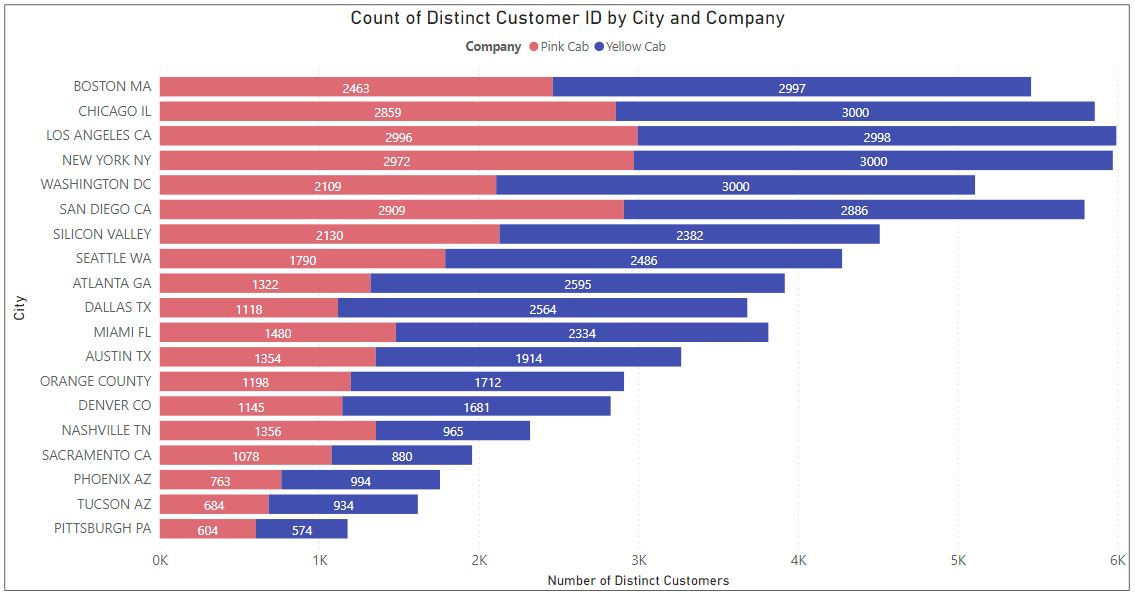 Count of Distinct Customer ID by City and Company
Company Pink Cab Yellow Cab
City
BOSTON MA 2463 2997
CHICAGO IL 2859 3000
LOS ANGELES CA 2996 2998
NEW YORK NY 2972 3000
WASHINGTON DC 2109 3000
SAN DIEGO CA 2909 2886
SILICON VALLEY 2130 2382
SEATTLE WA 1790 2486
ATLANTA GA 1322 2595
DALLAS TX 1118 2564
MIAMI FL 1480 2334
AUSTIN TX 1354 1914
ORANGE COUNTY 1198 1712
DENVER CO 1145 1681
NASHVILLE TN 1356 965
SACRAMENTO CA 1078 880
PHOENIX AZ 763 994
TUCSON AZ 684 934
PITTSBURGH PA 604 574
0K 1K 2K 3K 4K 5K 6K
Number of Distinct Customers